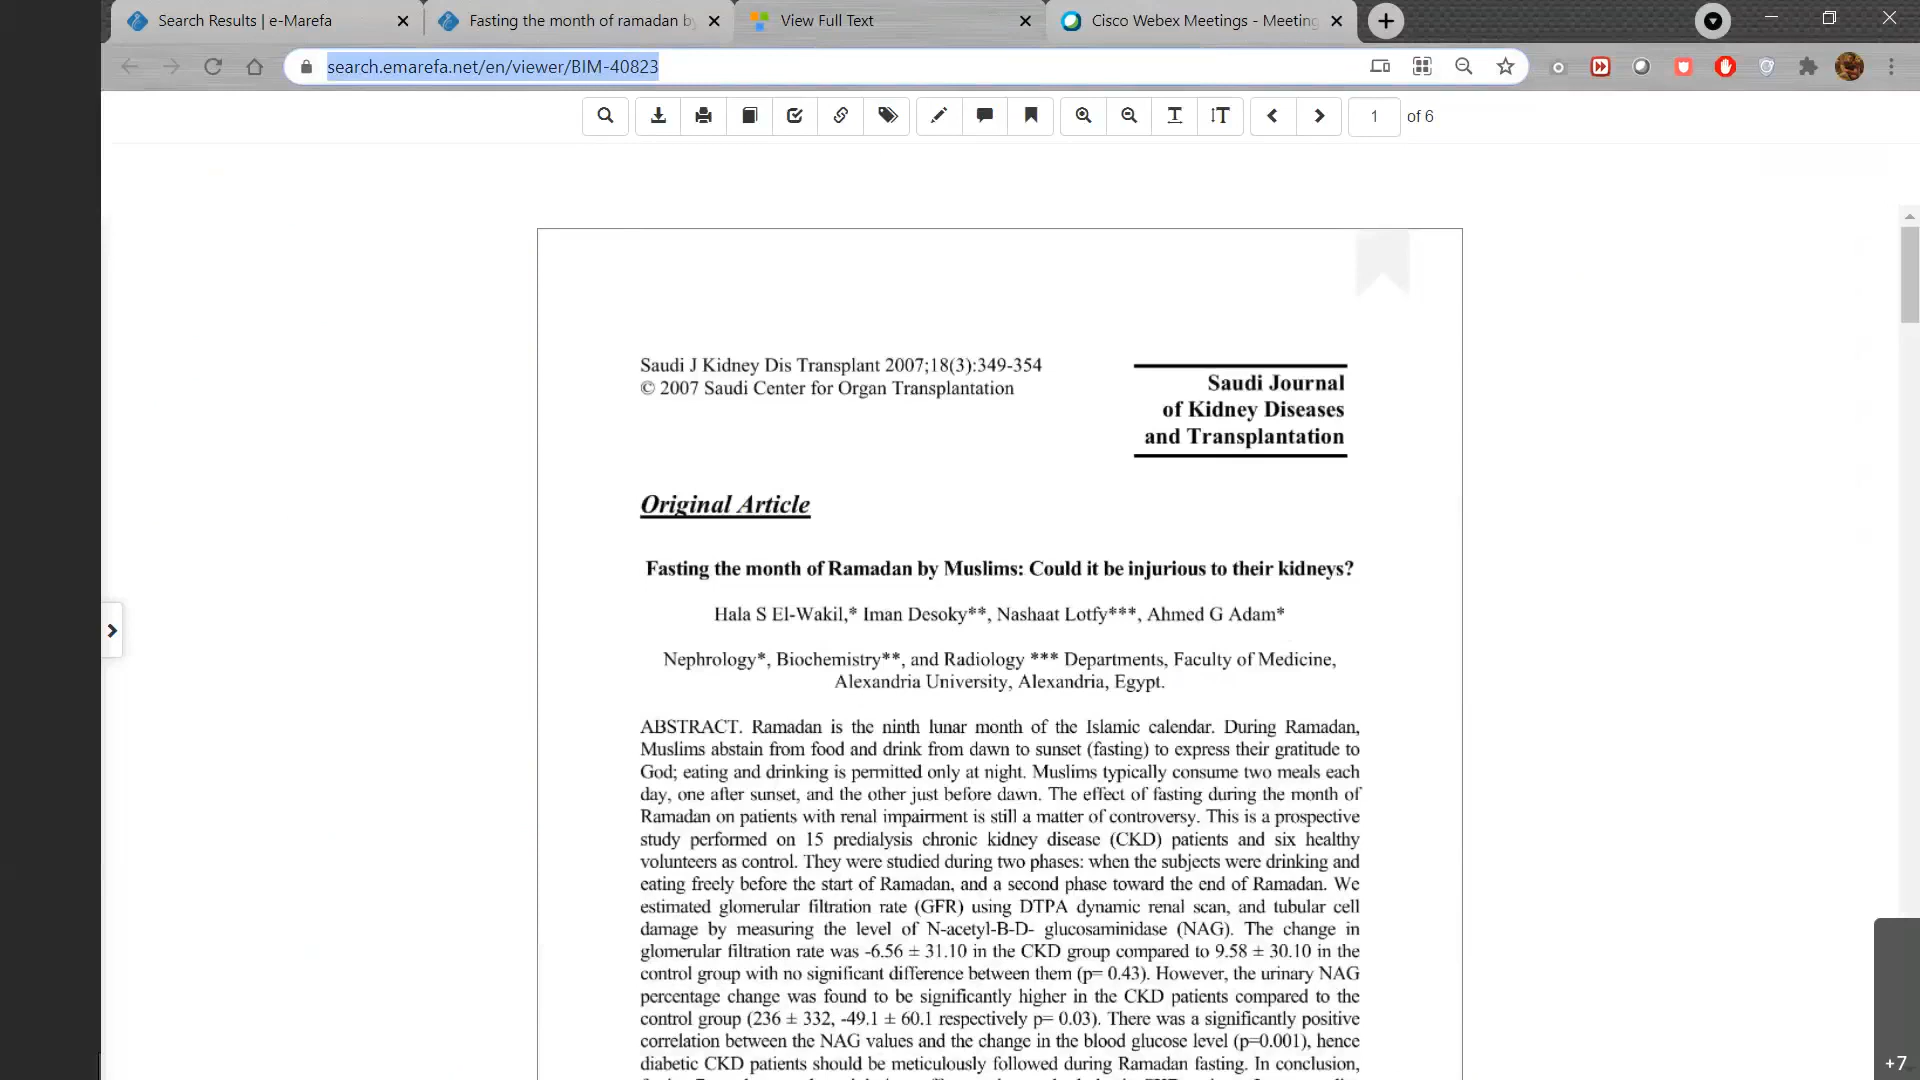 Search Results | e-Marefa
Fasting the month of ramadan by
View Full Text
Cisco Webex Meetings - Meeting
search.emarefa.net/en/viewer/BIM-40823
1 of 6
Saudi J Kidney Dis Transplant 2007;18(3):349-354
© 2007 Saudi Center for Organ Transplantation
Saudi Journal
of Kidney Diseases
and Transplantation
Original Article
Fasting the month of Ramadan by Muslims: Could it be injurious to their kidneys?
Hala S El-Wakil,* Iman Desoky**, Nashaat Lotfy***, Ahmed G Adam*
Nephrology*, Biochemistry**, and Radiology *** Departments, Faculty of Medicine,
Alexandria University, Alexandria, Egypt.
ABSTRACT. Ramadan is the ninth lunar month of the Islamic calendar. During Ramadan,
Muslims abstain from food and drink from dawn to sunset (fasting) to express their gratitude to
God; eating and drinking is permitted only at night. Muslims typically consume two meals each
day, one after sunset, and the other just before dawn. The effect of fasting during the month of
Ramadan on patients with renal impairment is still a matter of controversy. This is a prospective
study performed on 15 predialysis chronic kidney disease (CKD) patients and six healthy
volunteers as control. They were studied during two phases: when the subjects were drinking and
eating freely before the start of Ramadan, and a second phase toward the end of Ramadan. We
estimated glomerular filtration rate (GFR) using DTPA dynamic renal scan, and tubular cell
damage by measuring the level of N-acetyl-B-D- glucosaminidase (NAG). The change in
glomerular filtration rate was -6.56 ± 31.10 in the CKD group compared to 9.58 ± 30.10 in the
control group with no significant difference between them (p= 0.43). However, the urinary NAG
percentage change was found to be significantly higher in the CKD patients compared to the
control group (236 ± 332, -49.1 ± 60.1 respectively p= 0.03). There was a significantly positive
correlation between the NAG values and the change in the blood glucose level (p=0.001), hence
diabetic CKD patients should be meticulously followed during Ramadan fasting. In conclusion,
+7